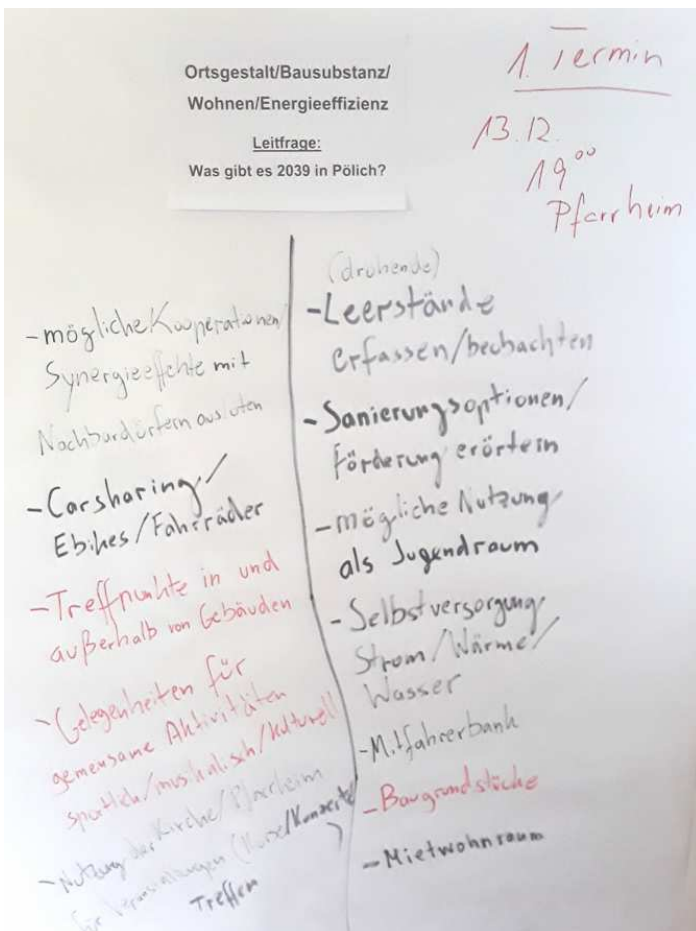 Ortsgestalt/Bausubstanz/
Wohnen/Energieeffizienz
Leitfrage:
Was gibt es 2039 in Pölich?
1. Termin
13.12.
19⁰⁰
Pfarrheim
- mögliche Kooperationen/
Synergieeffekte mit
Nachbardörfern ausloten
- Carsharing/
Ebikes/Fahrräder
- Treffpunkte in und
außerhalb von Gebäuden
- Gelegenheiten für
gemeinsame Aktivitäten
sportlich/musikalisch/kulturell
- Nutzung der Kirche/Pfarrheim
für Veranstaltungen (Kurse/Konzerte/
Treffen)
(drohende)
- Leerstände
erfassen/beobachten
- Sanierungsoptionen/
Förderung erörtern
- mögliche Nutzung
als Jugendraum
- Selbstversorgung
Strom/Wärme/
Wasser
- Mitfahrerbank
- Baugrundstücke
- Mietwohnraum